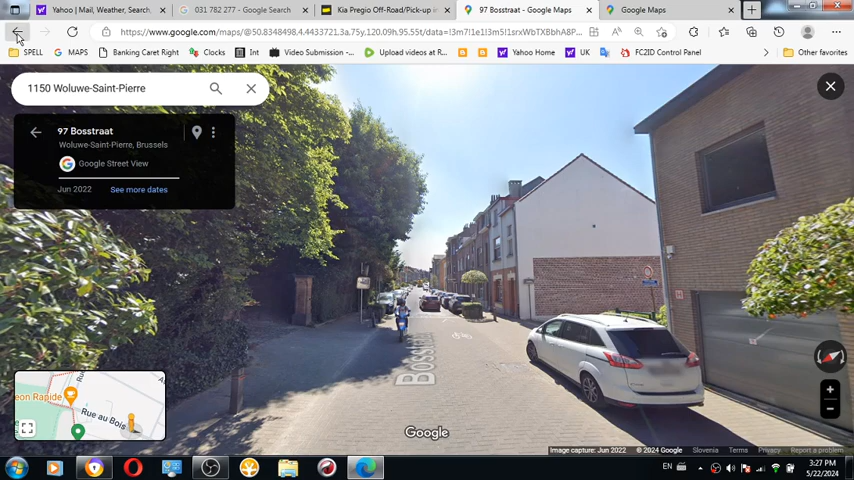 Yahoo | Mail, Weather, Search,
031 782 277 - Google Search
Kia Pregio Off-Road/Pick-up in
97 Bosstraat - Google Maps
Google Maps
https://www.google.com/maps/@50.8348498,4.4433721,3a,75y,120.09h,95.55t/data=!3m7!1e1!3m5!1srxWbTXBbhA8P...
SPELL
MAPS
Banking Caret Right
Clocks
Int
Video Submission -...
Upload videos at R...
Yahoo Home
UK
FC2ID Control Panel
Other favorites
1150 Woluwe-Saint-Pierre
97 Bosstraat
Woluwe-Saint-Pierre, Brussels
Google Street View
Jun 2022
See more dates
Bosstraat
eon Rapide
Rue au Bois
Google
Image capture: Jun 2022
© 2024 Google
Slovenia
Terms
Privacy
Report a problem
EN
3:27 PM
5/22/2024